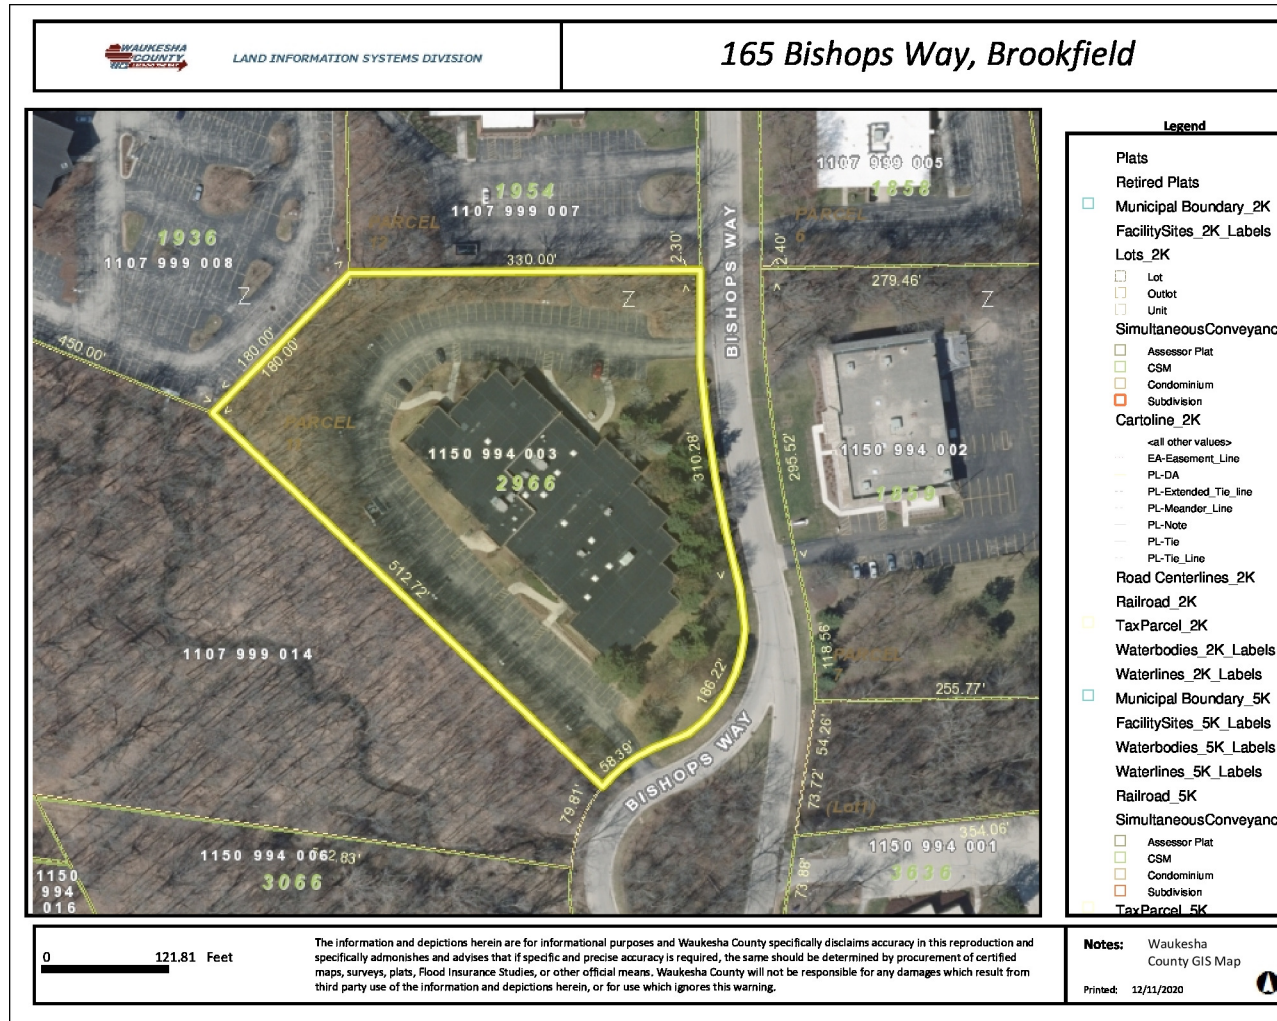 WAUKESHA
COUNTY
LAND INFORMATION SYSTEMS DIVISION
165 Bishops Way, Brookfield
1107 999 005
1858
1954
1107 999 007
PARCEL
PARCEL
6
1936
1107 999 008
BISHOPS WAY
2.30'
2.40'
330.00'
279.46'
Z
Z
Z
450.00'
180.00'
180.00'
PARCEL
1150 994 003
2966
310.28'
295.52'
1150 994 002
1859
512.72'
118.56'
186.22'
1107 999 014
255.77'
58.39'
BISHOPS WAY
54.26'
73.72'
79.81'
(Lot1)
354.06'
1150 994 001
3636
73.88'
1150 994 006
3066
1150
994
016
Legend
Plats
Retired Plats
Municipal Boundary_2K
FacilitySites_2K_Labels
Lots_2K
Lot
Outlot
Unit
SimultaneousConveyanc
Assessor Plat
CSM
Condominium
Subdivision
Cartoline_2K
<all other values>
EA-Easement_Line
PL-DA
PL-Extended_Tie_line
PL-Meander_Line
PL-Note
PL-Tie
PL-Tie_Line
Road Centerlines_2K
Railroad_2K
TaxParcel_2K
Waterbodies_2K_Labels
Waterlines_2K_Labels
Municipal Boundary_5K
FacilitySites_5K_Labels
Waterbodies_5K_Labels
Waterlines_5K_Labels
Railroad_5K
SimultaneousConveyanc
Assessor Plat
CSM
Condominium
Subdivision
TaxParcel_5K
0 121.81 Feet
The information and depictions herein are for informational purposes and Waukesha County specifically disclaims accuracy in this reproduction and
specifically admonishes and advises that if specific and precise accuracy is required, the same should be determined by procurement of certified
maps, surveys, plats, Flood Insurance Studies, or other official means. Waukesha County will not be responsible for any damages which result from
third party use of the information and depictions herein, or for use which ignores this warning.
Notes: Waukesha
County GIS Map
Printed: 12/11/2020